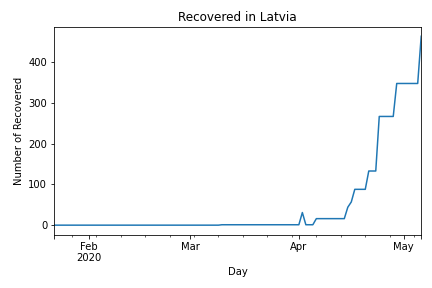 Recovered in Latvia
Number of Recovered
400
300
200
100
0
Feb
2020
Mar
Apr
May
Day